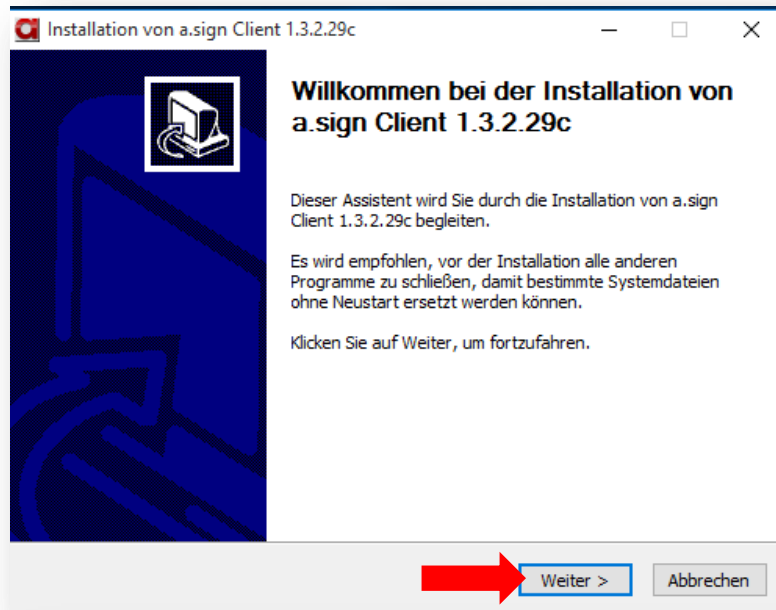 Installation von a.sign Client 1.3.2.29c
Willkommen bei der Installation von
a.sign Client 1.3.2.29c
Dieser Assistent wird Sie durch die Installation von a.sign
Client 1.3.2.29c begleiten.
Es wird empfohlen, vor der Installation alle anderen
Programme zu schließen, damit bestimmte Systemdateien
ohne Neustart ersetzt werden können.
Klicken Sie auf Weiter, um fortzufahren.
Weiter >
Abbrechen